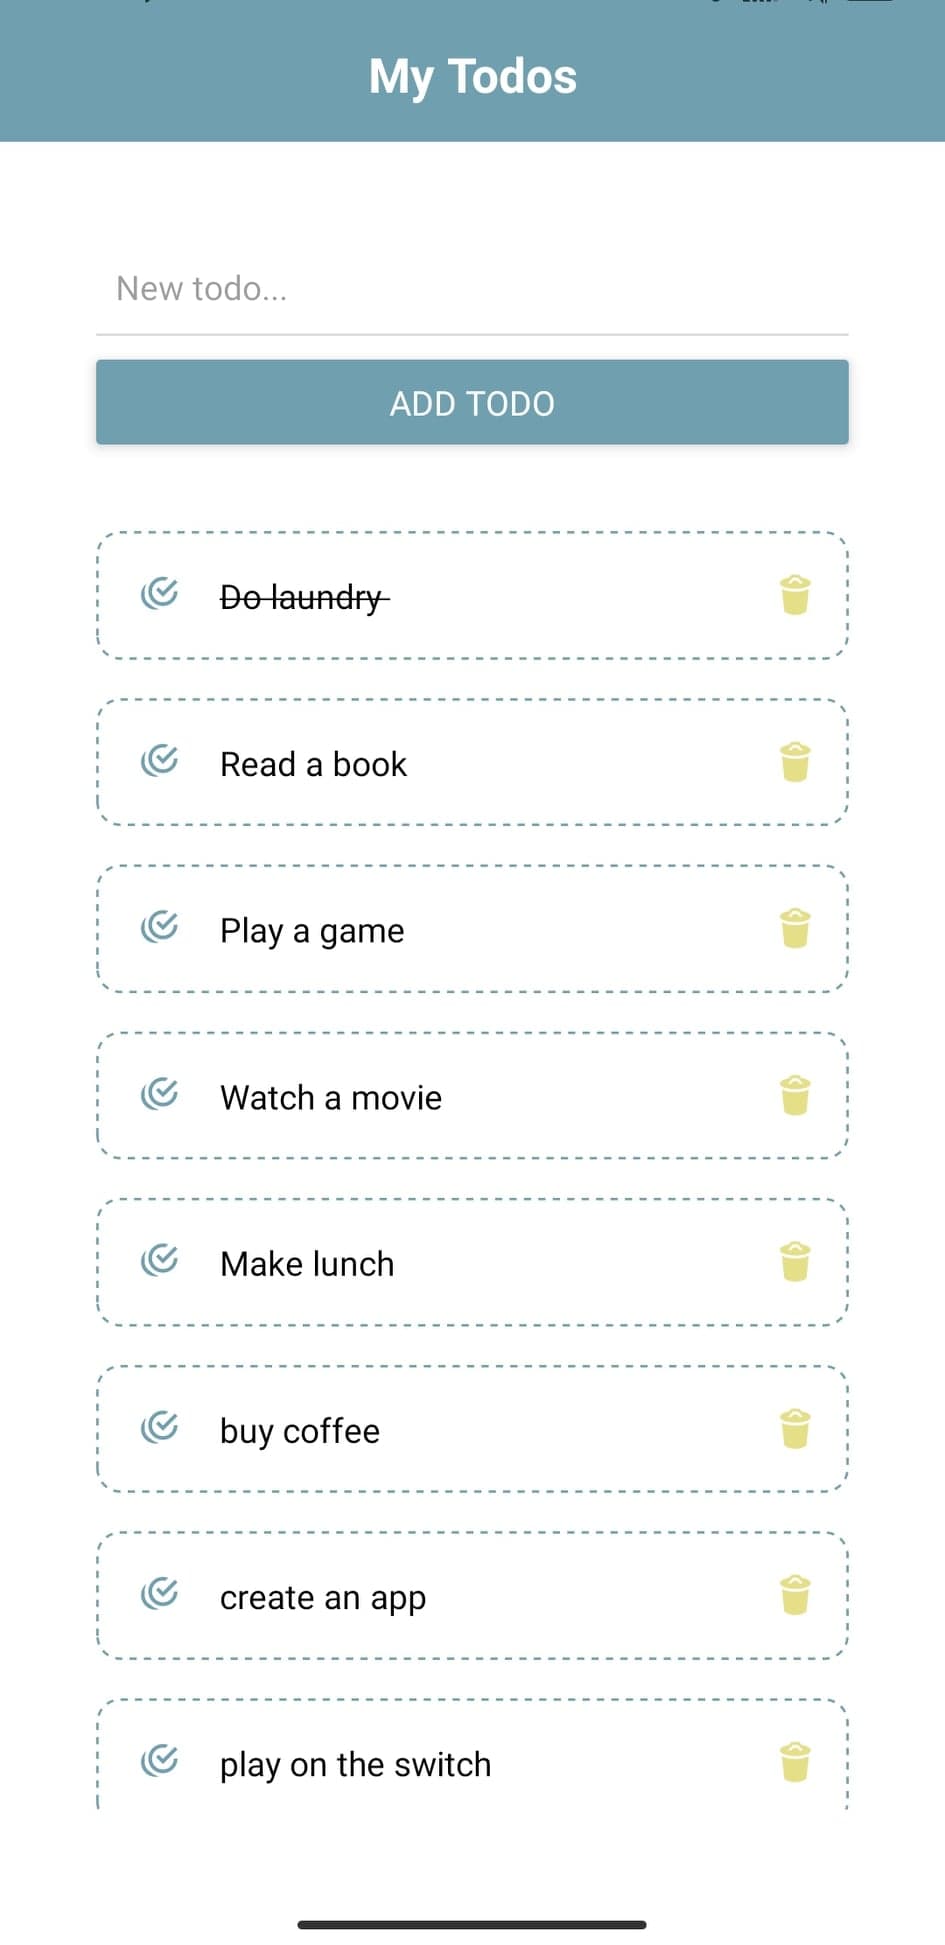 My Todos
New todo...
ADD TODO
Do laundry
Read a book
Play a game
Watch a movie
Make lunch
buy coffee
create an app
play on the switch